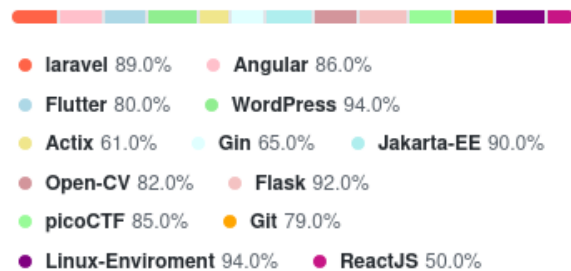 laravel 89.0% Angular 86.0%
Flutter 80.0% WordPress 94.0%
Actix 61.0% Gin 65.0% Jakarta-EE 90.0%
Open-CV 82.0% Flask 92.0%
picoCTF 85.0% Git 79.0%
Linux-Enviroment 94.0% ReactJS 50.0%